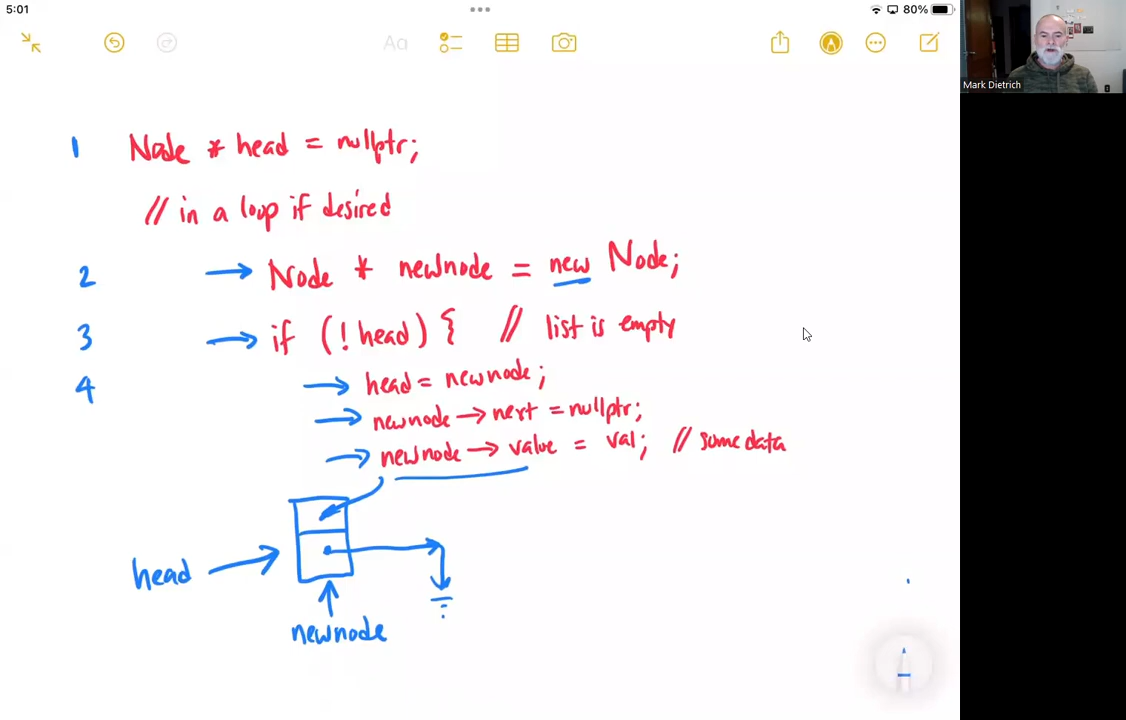 5:01
80%
Aa
Mark Dietrich
1 Node * head = nullptr;
// in a loop if desired
2 → Node * newnode = new Node;
3 → if (! head) { // list is empty
4 → head = newnode;
→ newnode → next = nullptr;
→ newnode → value = val; // some data
head
newnode